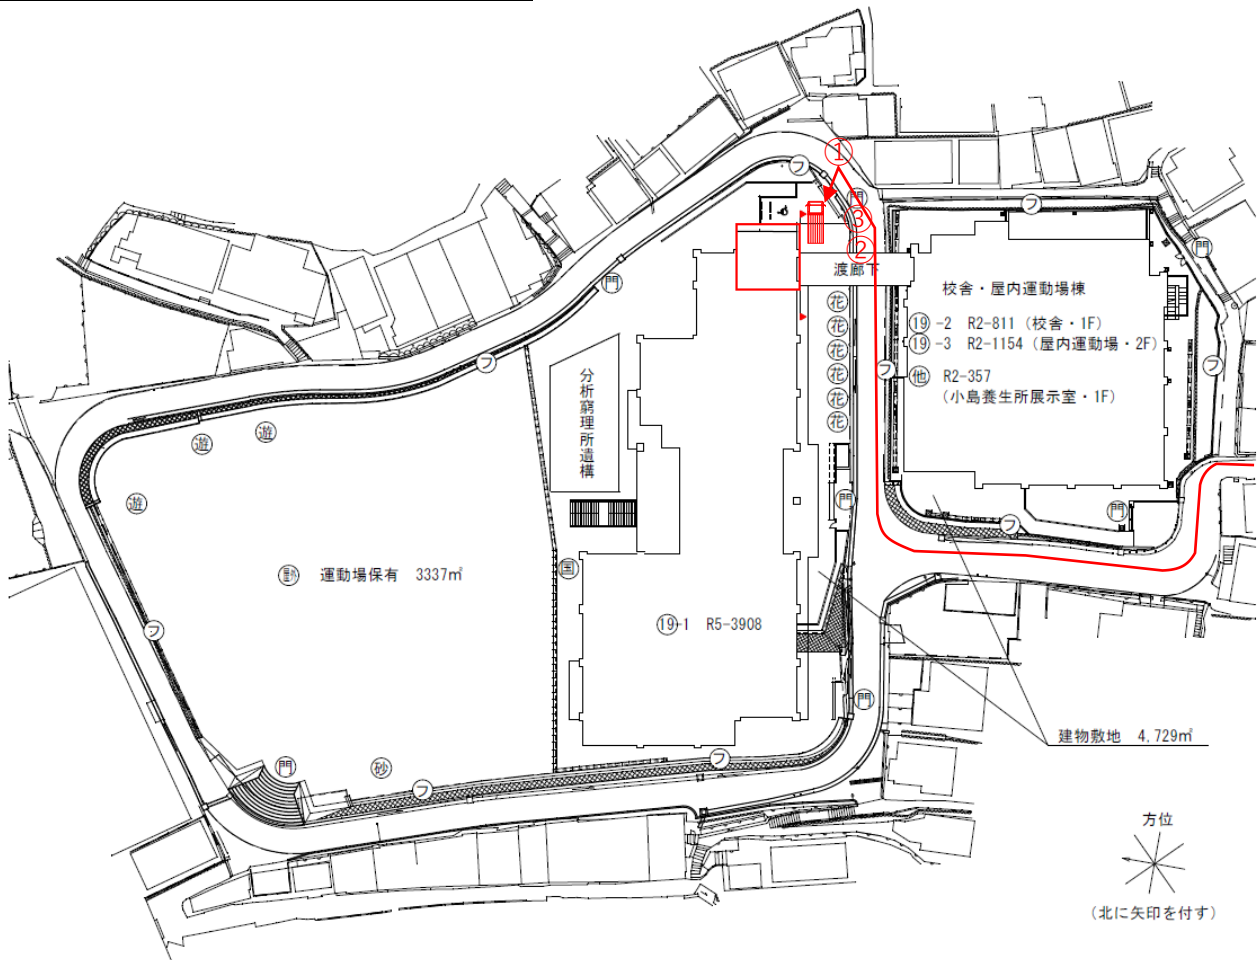 ①
フ
門
③
②
渡廊下
フ
門
門
校舎・屋内運動場棟
⑲-2 R2-811（校舎・1F）
⑲-3 R2-1154（屋内運動場・2F）
㊀他 R2-357
（小島養生所展示室・1F）
花
花
花
花
花
花
フ
フ
フ
分析窮理所遺構
遊
遊
遊
門
門
フ
国
運動場保有 3337㎡
⑲-1 R5-3908
フ
門
建物敷地 4,729㎡
門
砂
フ
フ
方位
（北に矢印を付す）